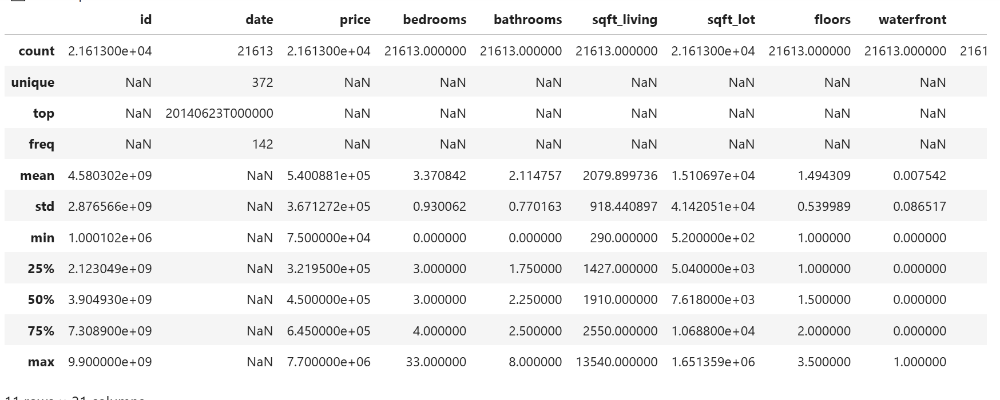 id date price bedrooms bathrooms sqft_living sqft_lot floors waterfront
count 2.161300e+04 21613 2.161300e+04 21613.000000 21613.000000 21613.000000 2.161300e+04 21613.000000 21613.000000 2161
unique NaN 372 NaN NaN NaN NaN NaN NaN NaN
top NaN 20140623T000000 NaN NaN NaN NaN NaN NaN NaN
freq NaN 142 NaN NaN NaN NaN NaN NaN NaN
mean 4.580302e+09 NaN 5.400881e+05 3.370842 2.114757 2079.899736 1.510697e+04 1.494309 0.007542
std 2.876566e+09 NaN 3.671272e+05 0.930062 0.770163 918.440897 4.142051e+04 0.539989 0.086517
min 1.000102e+06 NaN 7.500000e+04 0.000000 0.000000 290.000000 5.200000e+02 1.000000 0.000000
25% 2.123049e+09 NaN 3.219500e+05 3.000000 1.750000 1427.000000 5.040000e+03 1.000000 0.000000
50% 3.904930e+09 NaN 4.500000e+05 3.000000 2.250000 1910.000000 7.618000e+03 1.500000 0.000000
75% 7.308900e+09 NaN 6.450000e+05 4.000000 2.500000 2550.000000 1.068800e+04 2.000000 0.000000
max 9.900000e+09 NaN 7.700000e+06 33.000000 8.000000 13540.000000 1.651359e+06 3.500000 1.000000
11 rows × 21 columns